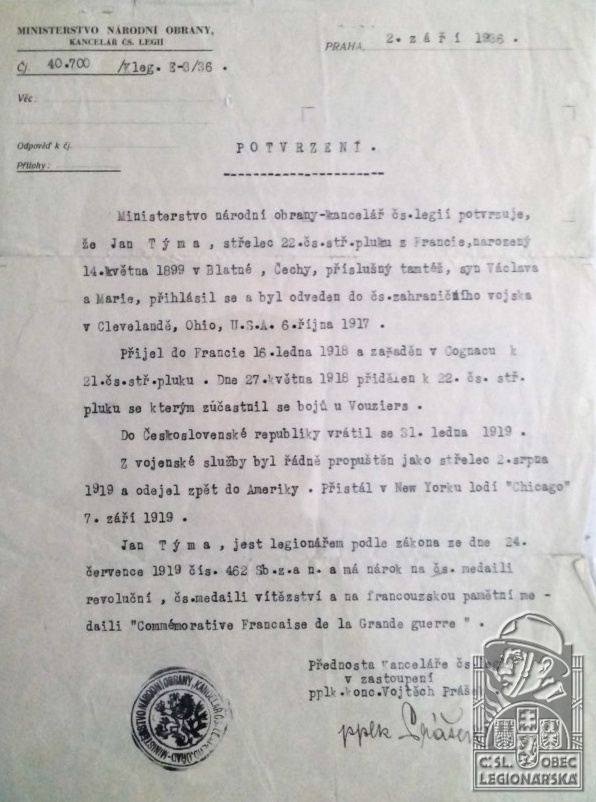 MINISTERSTVO NÁRODNÍ OBRANY,
KANCELÁŘ ČS. LEGIÍ
Čj. 40.700 /Kleg. E-3/36 .
PRAHA, 2. září 1936 .
Věc:
Odpověď k čj.
Přílohy:
POTVRZENÍ .
Ministerstvo národní obrany-kancelář čs.legií potvrzuje,
že Jan Týma , střelec 22.čs.stř.pluku z Francie,narozený
14.května 1899 v Blatné , Čechy, příslušný tamtéž, syn Václava
a Marie, přihlásil se a byl odveden do čs.zahraničního vojska
v Clevelandě, Ohio, U.S.A. 6.října 1917 .
Přijel do Francie 16.ledna 1918 a zařaděn v Cognacu k
21.čs.stř.pluku . Dne 27.května 1918 přidělen k 22. čs. stř.
pluku se kterým zúčastnil se bojů u Vouziers .
Do Československé republiky vrátil se 31. ledna 1919 .
Z vojenské služby byl řádně propuštěn jako střelec 2.srpna
1919 a odejel zpět do Ameriky . Přistál v New Yorku lodí "Chicago"
7. září 1919 .
Jan Týma , jest legionářem podle zákona ze dne 24.
července 1919 čís. 462 Sb.z.a n. a má nárok na čs. medaili
revoluční , čs.medaili vítězství a na francouzskou pamětní me -
daili "Commémorative Francaise de la Grande guerre " .
Přednosta kanceláře čs.
v zastoupení
pplk.konc.Vojtěch
pplk
MINISTERSTVO NÁRODNÍ OBRANY, KANCELÁŘ
Č:SL. OBEC
LEGIONÁŘSKÁ